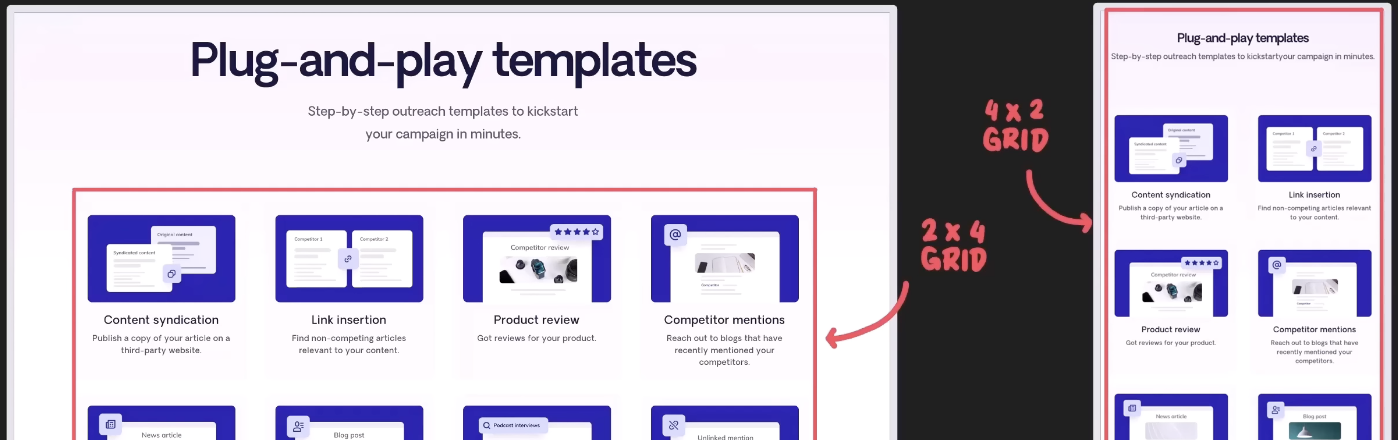 Plug-and-play templates
Step-by-step outreach templates to kickstart
your campaign in minutes.
Original content
Syndicated content
Content syndication
Publish a copy of your article on a
third-party website.
Competitor 1
Competitor 2
Link insertion
Find non-competing articles
relevant to your content.
Competitor review
Product review
Got reviews for your product.
@
Competitor mentions
Reach out to blogs that have
recently mentioned your
competitors.
News article
Blog post
Podcast interviews
Unlinked mention
2 X 4
GRID
4 X 2
GRID
Plug-and-play templates
Step-by-step outreach templates to kickstartyour campaign in minutes.
Original content
Syndicated content
Content syndication
Publish a copy of your article on a
third-party website.
Competitor 1
Competitor 2
Link insertion
Find non-competing articles relevant
to your content.
Competitor review
Product review
Got reviews for your product.
@
Competitor mentions
Reach out to blogs that have
recently mentioned your
competitors.
News article
Blog post